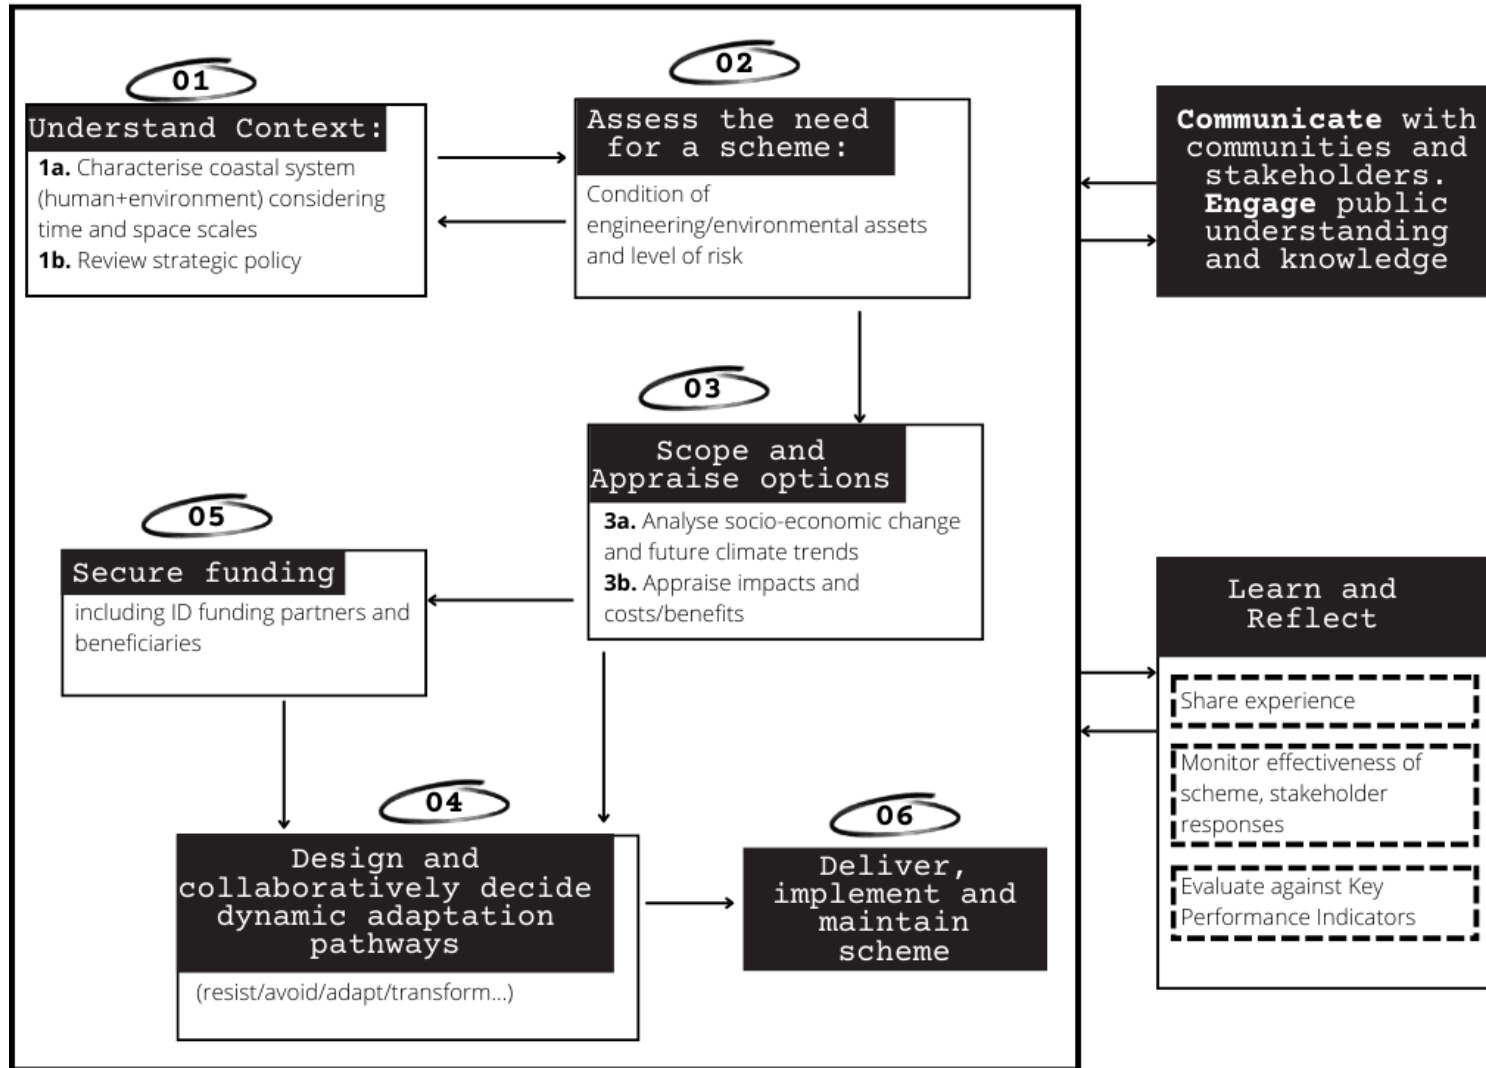 01
Understand Context:
1a. Characterise coastal system
(human+environment) considering
time and space scales
1b. Review strategic policy
02
Assess the need
for a scheme:
Condition of
engineering/environmental assets
and level of risk
Communicate with
communities and
stakeholders.
Engage public
understanding
and knowledge
03
Scope and
Appraise options
3a. Analyse socio-economic change
and future climate trends
3b. Appraise impacts and
costs/benefits
05
Secure funding
including ID funding partners and
beneficiaries
04
Design and
collaboratively decide
dynamic adaptation
pathways
(resist/avoid/adapt/transform...)
06
Deliver,
implement and
maintain
scheme
Learn and
Reflect
Share experience
Monitor effectiveness of
scheme, stakeholder
responses
Evaluate against Key
Performance Indicators